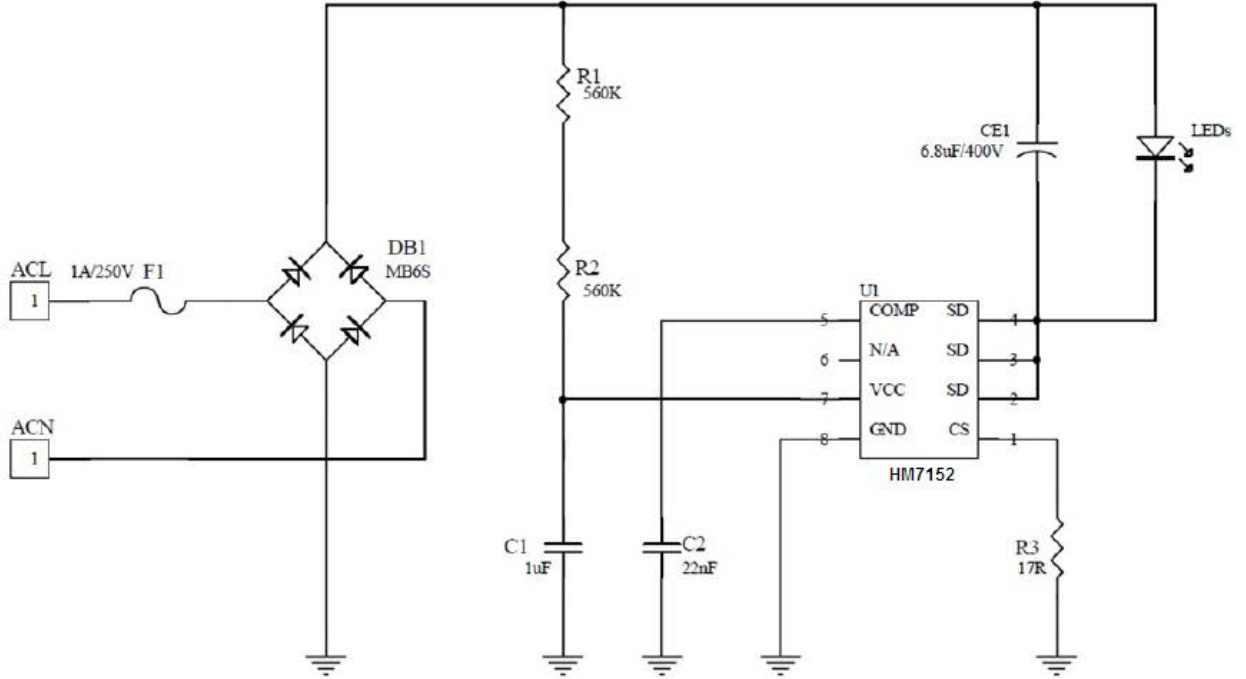 R1
560K
CE1
6.8uF/400V
LEDs
DB1
MB6S
ACL
1
1A/250V F1
R2
560K
U1
5 COMP SD 4
6 N/A SD 3
7 VCC SD 2
8 GND CS 1
HM7152
ACN
1
C1
1uF
C2
22nF
R3
17R